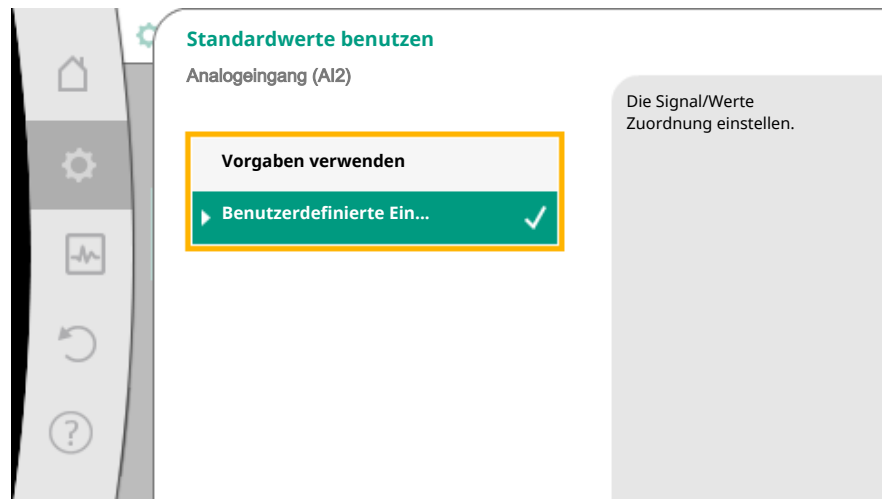 Standardwerte benutzen
Analogeingang (AI2)
Die Signal/Werte
Zuordnung einstellen.
Vorgaben verwenden
Benutzerdefinierte Ein...
?